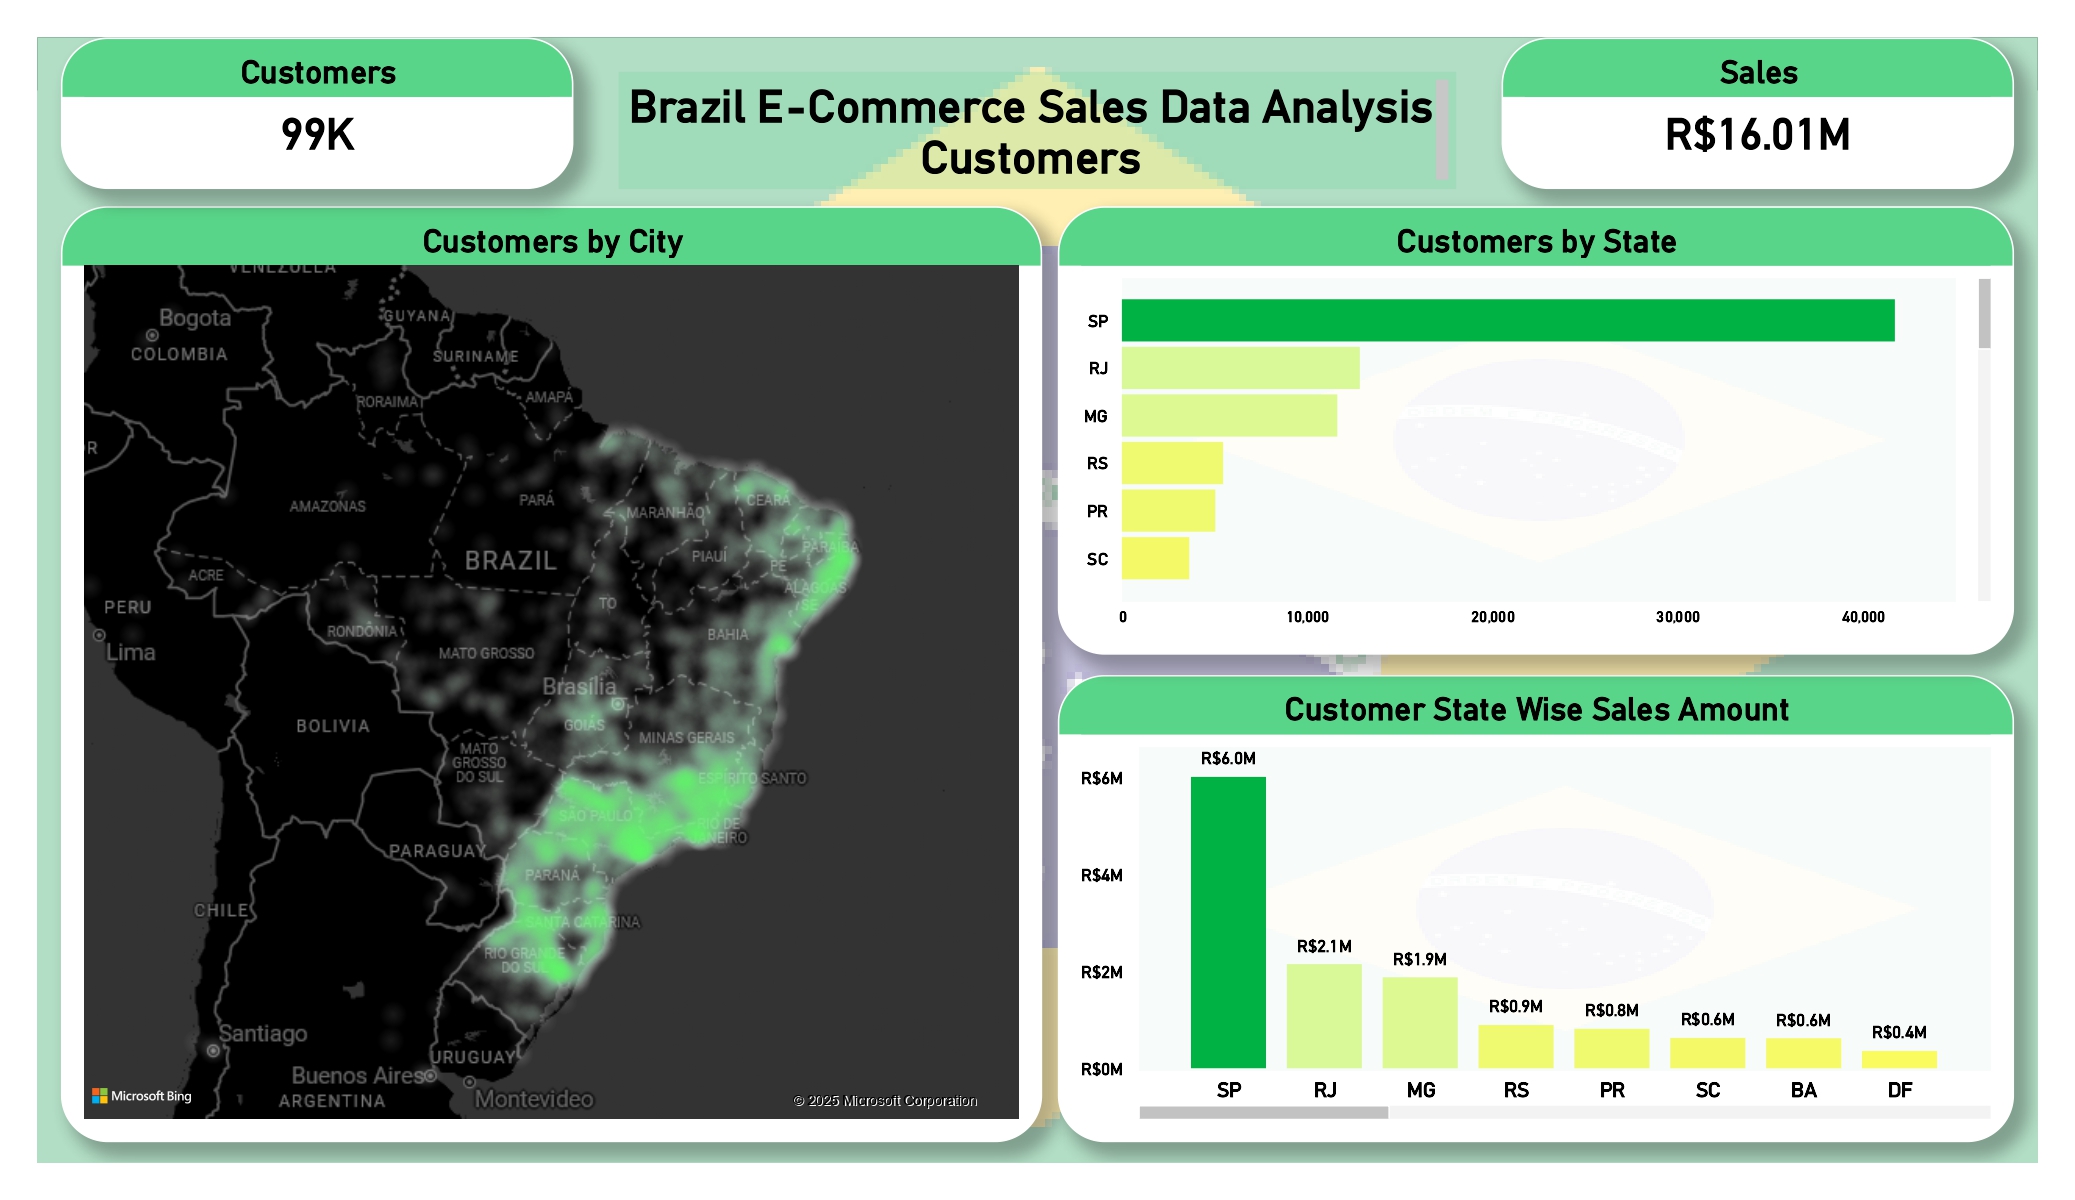 Customers
99K
Brazil E-Commerce Sales Data Analysis
Customers
Sales
R$16.01M
Customers by City
VENEZUELA
Bogota
COLOMBIA
GUYANA
SURINAME
RORAIMA
AMAPÁ
R
AMAZONAS
PARÁ
MARANHÃO
CEARÁ
BRAZIL
PIAUÍ
PARAÍBA
PE
ACRE
ALAGOAS
SE
TO
PERU
RONDÔNIA
BAHIA
Lima
MATO GROSSO
Brasília
GOIÁS
BOLIVIA
MINAS GERAIS
MATO
GROSSO
DO SUL
ESPÍRITO SANTO
SÃO PAULO
RIO DE
JANEIRO
PARAGUAY
PARANÁ
CHILE
SANTA CATARINA
RIO GRANDE
DO SUL
Santiago
URUGUAY
Buenos Aires
ARGENTINA
Montevideo
Microsoft Bing
© 2025 Microsoft Corporation
Customers by State
SP
RJ
MG
RS
PR
SC
0 10,000 20,000 30,000 40,000
Customer State Wise Sales Amount
R$6M
R$4M
R$2M
R$0M
R$6.0M
R$2.1M
R$1.9M
R$0.9M
R$0.8M
R$0.6M
R$0.6M
R$0.4M
SP RJ MG RS PR SC BA DF